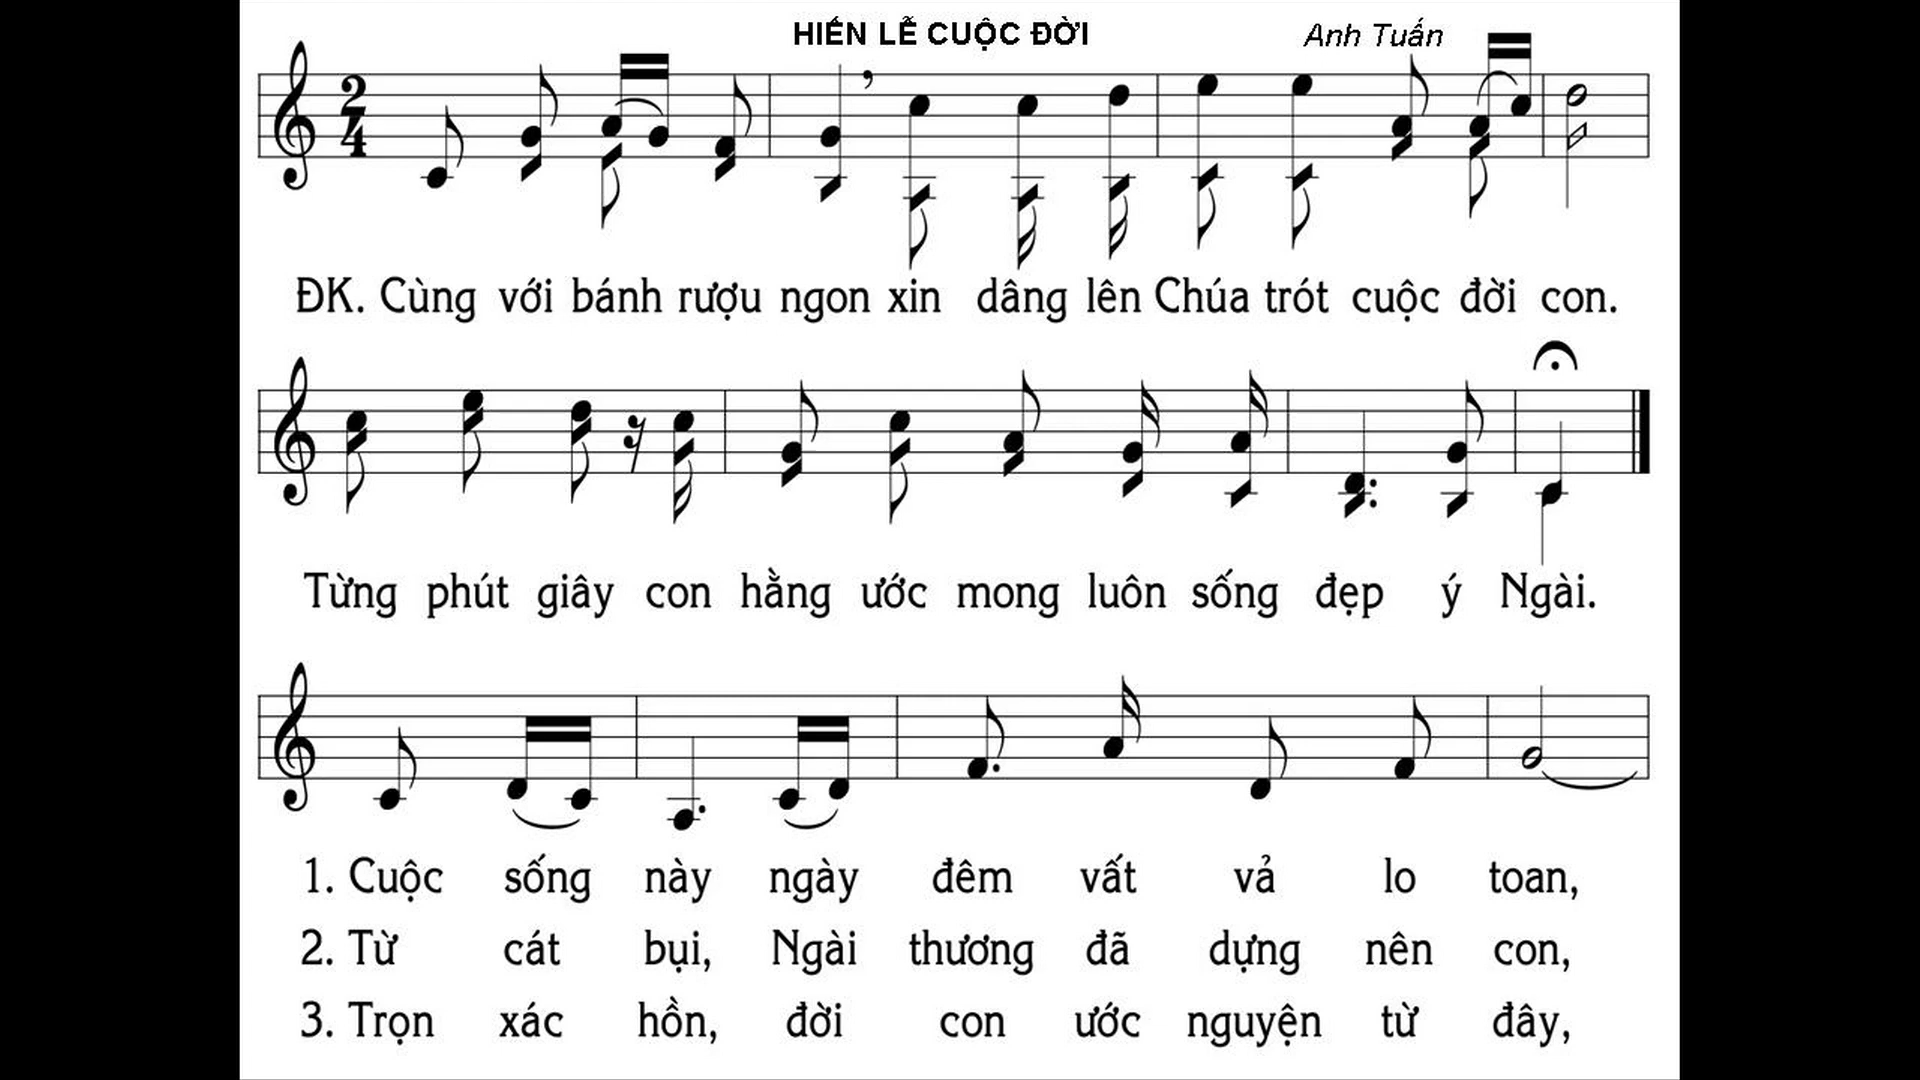 HIẾN LỄ CUỘC ĐỜI Anh Tuấn
2
4
ĐK. Cùng với bánh rượu ngon xin dâng lên Chúa trót cuộc đời con.
Từng phút giây con hằng ước mong luôn sống đẹp ý Ngài.
1. Cuộc sống này ngày đêm vất vả lo toan,
2. Từ cát bụi, Ngài thương đã dựng nên con,
3. Trọn xác hồn, đời con ước nguyện từ đây,